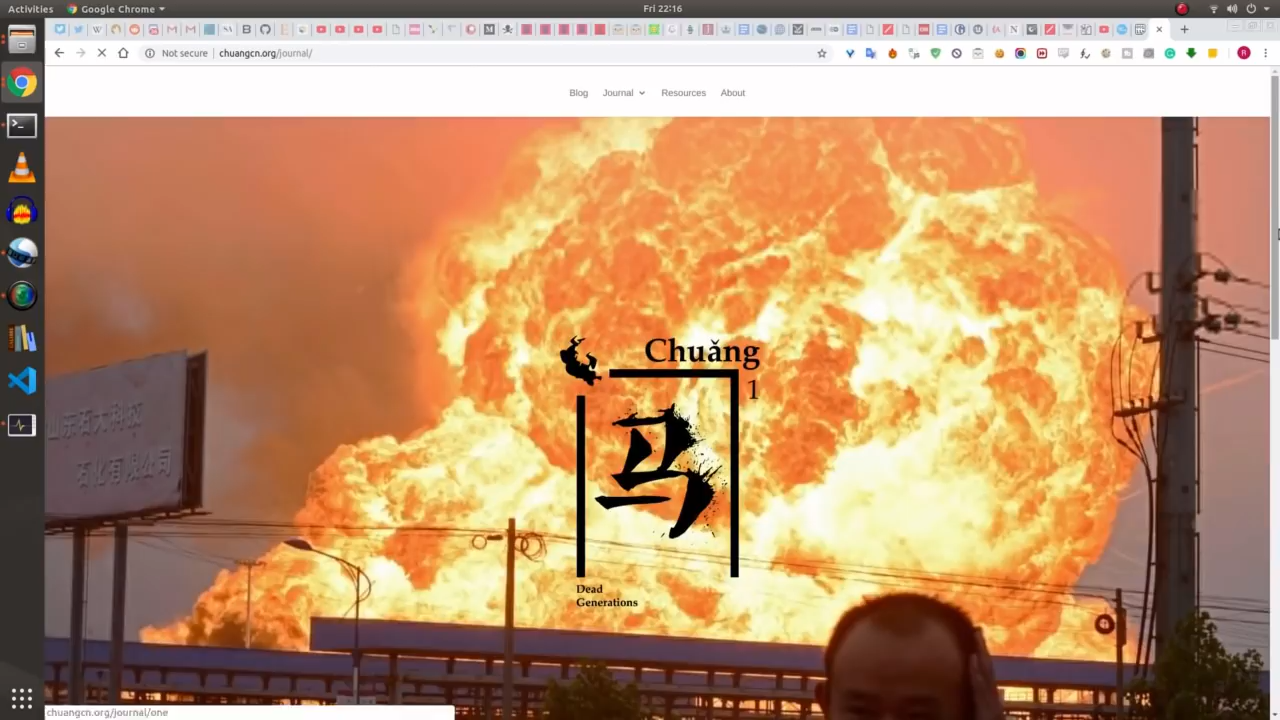 Activities
Google Chrome
Fri 22:16
Not secure
chuangcn.org/journal/
Blog
Journal
Resources
About
Chuǎng
1
马
Dead
Generations
chuangcn.org/journal/one